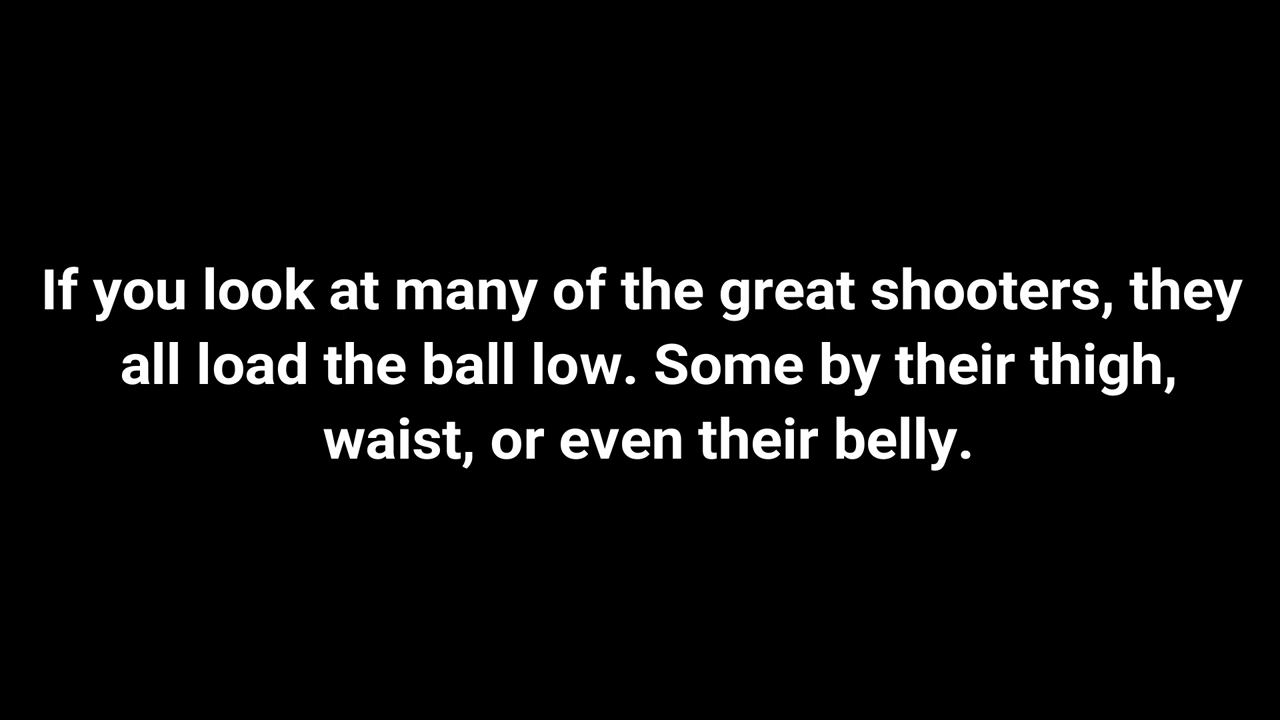 If you look at many of the great shooters, they
all load the ball low. Some by their thigh,
waist, or even their belly.